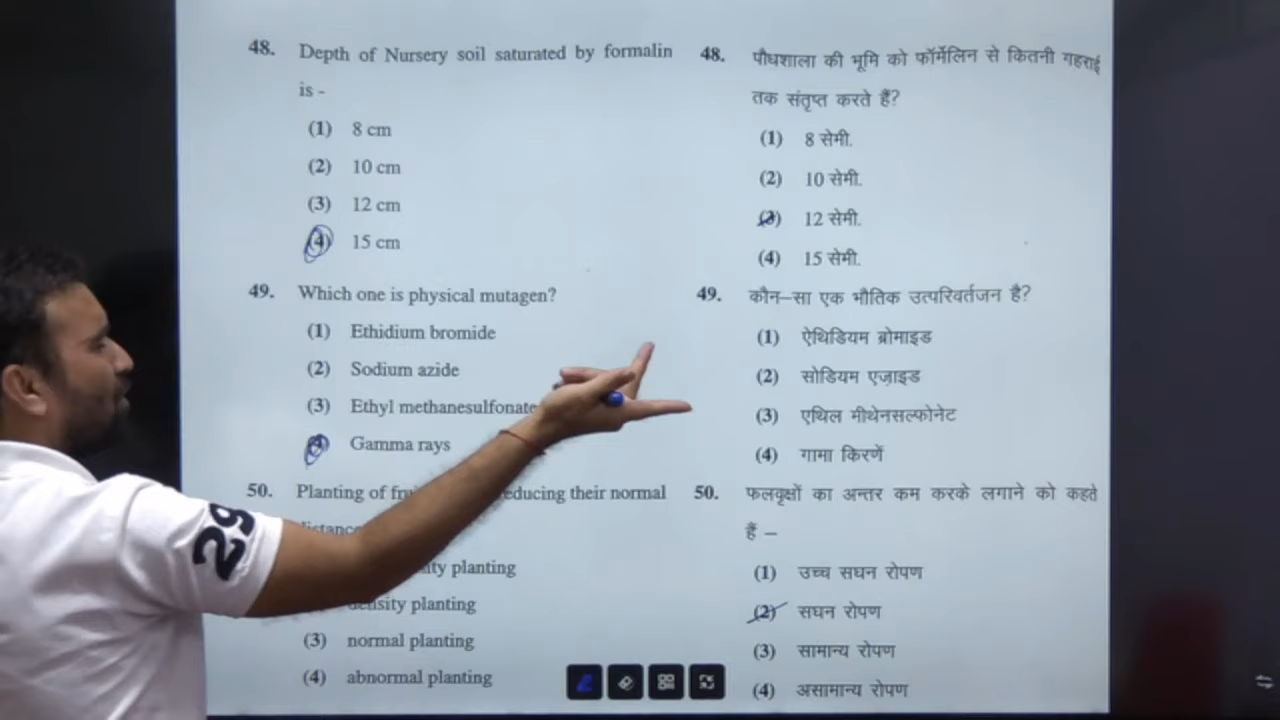 48. Depth of Nursery soil saturated by formalin
is -
(1) 8 cm
(2) 10 cm
(3) 12 cm
(4) 15 cm
49. Which one is physical mutagen?
(1) Ethidium bromide
(2) Sodium azide
(3) Ethyl methanesulfonate
(4) Gamma rays
50. Planting of their normal
planting
planting
(3) normal planting
(4) abnormal planting
48. पौधशाला की भूमि को फॉर्मेलिन से कितनी गहराई
तक संतृप्त करते हैं?
(1) 8 सेमी.
(2) 10 सेमी.
(3) 12 सेमी.
(4) 15 सेमी.
49. कौन-सा एक भौतिक उत्परिवर्तजन है?
(1) ऐथिडियम ब्रोमाइड
(2) सोडियम एज़ाइड
(3) एथिल मीथेनसल्फोनेट
(4) गामा किरणें
50. फलवृक्षों का अन्तर कम करके लगाने को कहते
हैं –
(1) उच्च सघन रोपण
(2) सघन रोपण
(3) सामान्य रोपण
(4) असामान्य रोपण
29